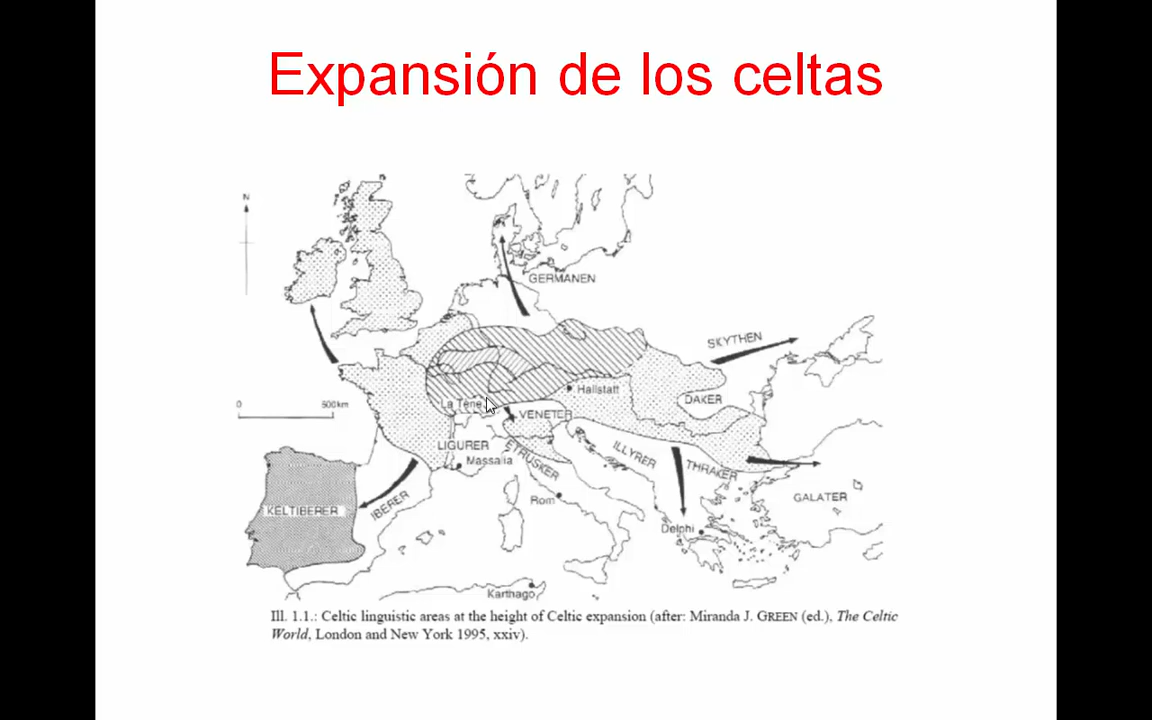 Expansión de los celtas
N
GERMANEN
SKYTHEN
0 500km
La Tène
Hallstatt
DAKER
VENETER
LIGURER
ETRUSKER
ILLYRER
THRAKER
Massalia
KELTIBERER
IBERER
Rom
GALATER
Delphi
Karthago
Ill. 1.1.: Celtic linguistic areas at the height of Celtic expansion (after: Miranda J. GREEN (ed.), The Celtic
World, London and New York 1995, xxiv).